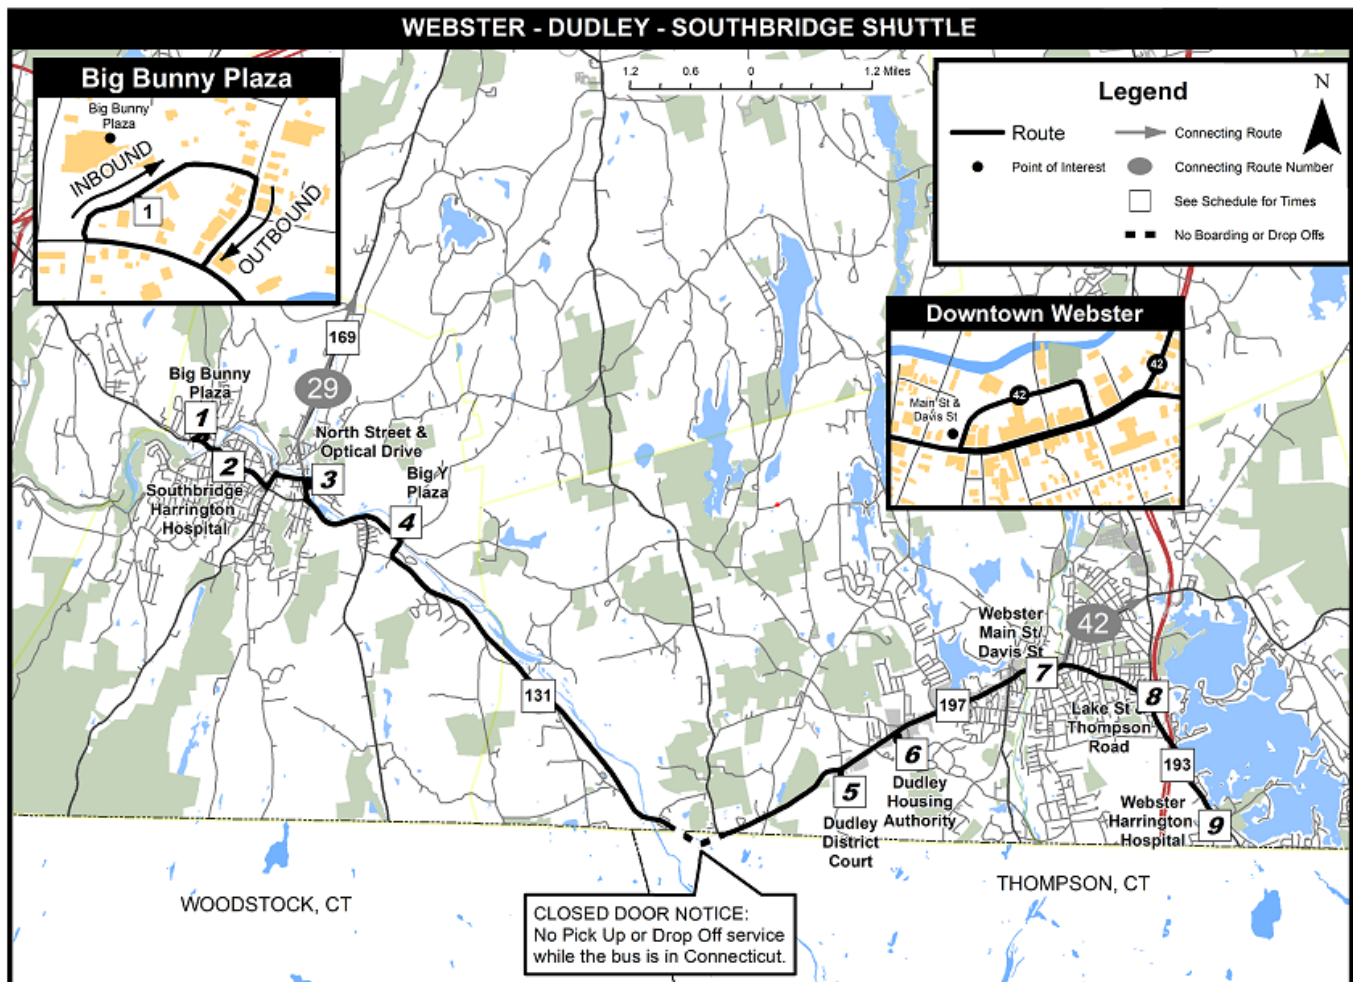 WEBSTER - DUDLEY - SOUTHBRIDGE SHUTTLE
Big Bunny Plaza
Big Bunny
Plaza
INBOUND
1
OUTBOUND
1.2 0.6 0 1.2 Miles
Legend
N
Route
Connecting Route
Point of Interest
Connecting Route Number
See Schedule for Times
No Boarding or Drop Offs
Downtown Webster
42
42
Main St &
Davis St
169
29
Big Bunny
Plaza
1
2
Southbridge
Harrington
Hospital
North Street &
Optical Drive
3
Big Y
Plaza
4
131
Webster
Main St/
Davis St
42
7
197
8
Lake St
Thompson
Road
193
6
Dudley
Housing
Authority
5
Dudley
District
Court
Webster
Harrington
Hospital
9
WOODSTOCK, CT
THOMPSON, CT
CLOSED DOOR NOTICE:
No Pick Up or Drop Off service
while the bus is in Connecticut.